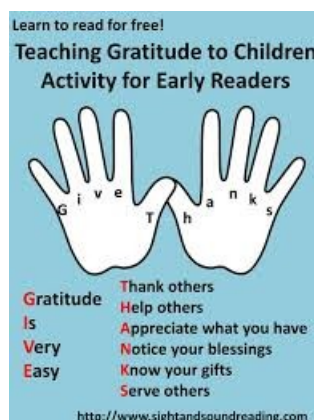 Learn to read for free!
Teaching Gratitude to Children
Activity for Early Readers
G i v e T h a n k s
Gratitude
Is
Very
Easy
Thank others
Help others
Appreciate what you have
Notice your blessings
Know your gifts
Serve others
http://www.sightandsoundreading.com